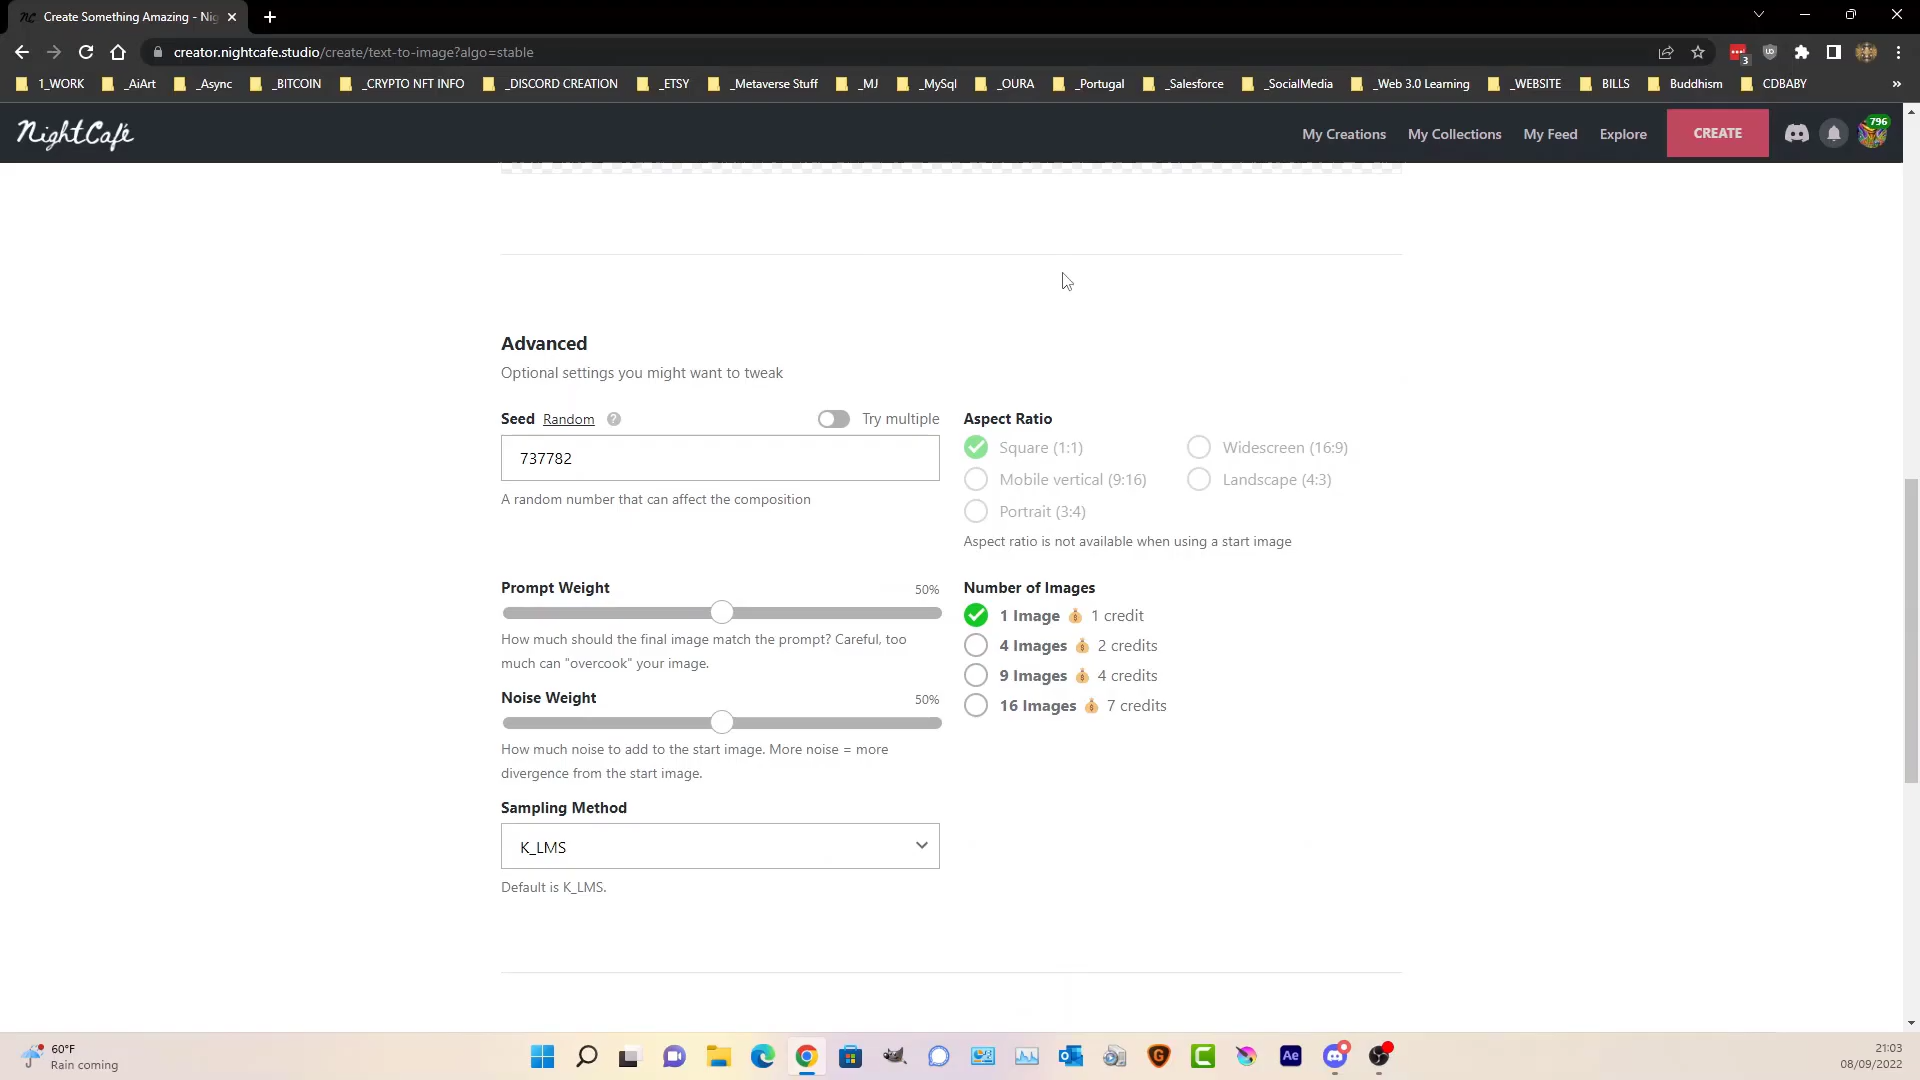 Create Something Amazing - Nig
creator.nightcafe.studio/create/text-to-image?algo=stable
3
1_WORK
_AiArt
_Async
_BITCOIN
_CRYPTO NFT INFO
_DISCORD CREATION
_ETSY
_Metaverse Stuff
_MJ
_MySql
_OURA
_Portugal
_Salesforce
_SocialMedia
_Web 3.0 Learning
_WEBSITE
BILLS
Buddhism
CDBABY
»
NightCafé
My Creations
My Collections
My Feed
Explore
CREATE
796
Advanced
Optional settings you might want to tweak
Seed Random ?
Try multiple
737782
A random number that can affect the composition
Aspect Ratio
Square (1:1)
Widescreen (16:9)
Mobile vertical (9:16)
Landscape (4:3)
Portrait (3:4)
Aspect ratio is not available when using a start image
Prompt Weight
50%
How much should the final image match the prompt? Careful, too
much can "overcook" your image.
Noise Weight
50%
How much noise to add to the start image. More noise = more
divergence from the start image.
Number of Images
1 Image 1 credit
4 Images 2 credits
9 Images 4 credits
16 Images 7 credits
Sampling Method
K_LMS
Default is K_LMS.
60°F
Rain coming
Ae
21:03
08/09/2022